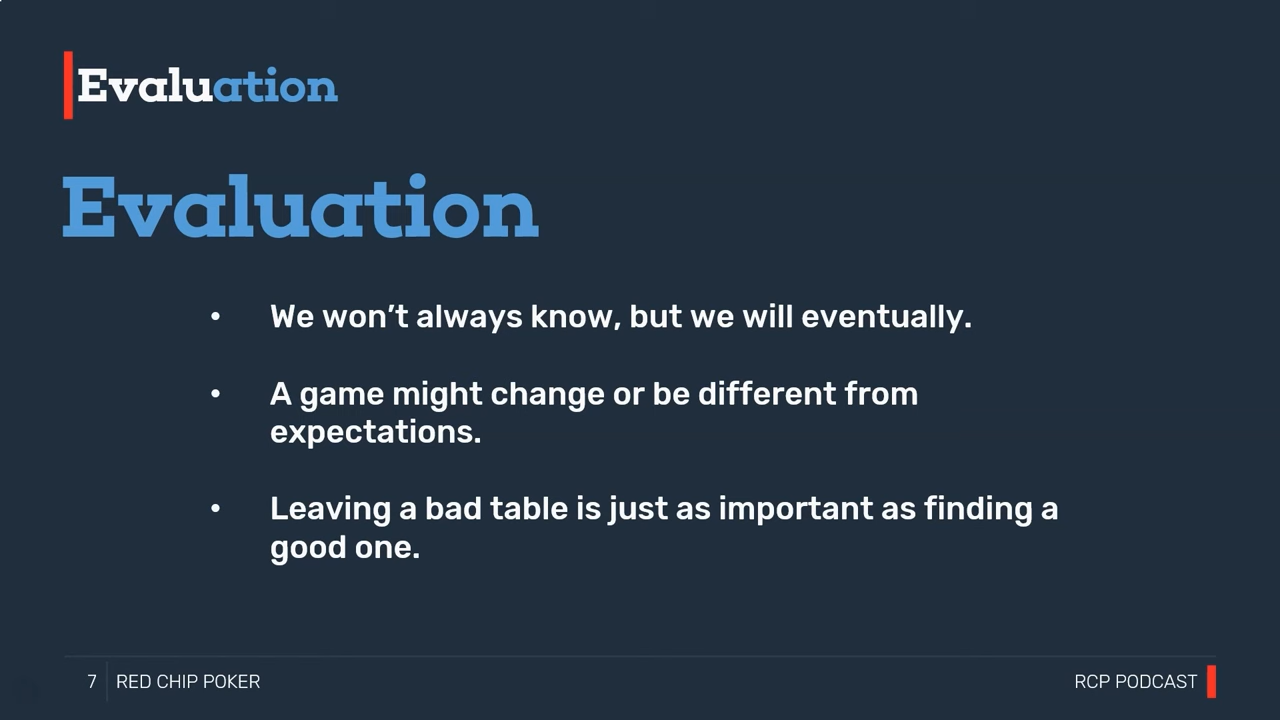 Evaluation
Evaluation
• We won't always know, but we will eventually.
• A game might change or be different from
expectations.
• Leaving a bad table is just as important as finding a
good one.
7 RED CHIP POKER
RCP PODCAST